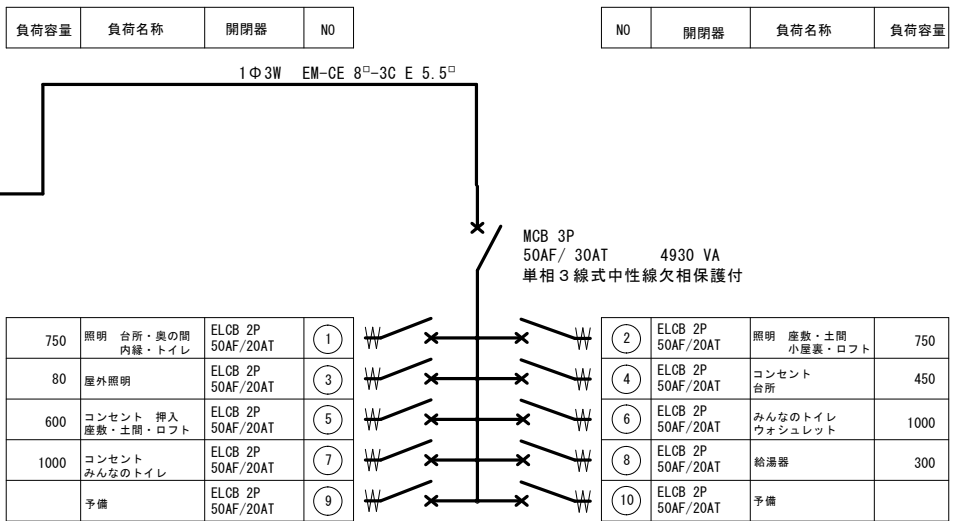 負荷容量 負荷名称 開閉器 NO
NO 開閉器 負荷名称 負荷容量
1Φ3W EM-CE 8□-3C E 5.5□
MCB 3P
50AF/ 30AT 4930 VA
単相３線式中性線欠相保護付
750 照明 台所・奥の間 ELCB 2P 1
内縁・トイレ 50AF/20AT
2 ELCB 2P 照明 座敷・土間 750
50AF/20AT 小屋裏・ロフト
80 屋外照明 ELCB 2P 3
50AF/20AT
4 ELCB 2P コンセント 450
50AF/20AT 台所
600 コンセント 押入 ELCB 2P 5
座敷・土間・ロフト 50AF/20AT
6 ELCB 2P みんなのトイレ 1000
50AF/20AT ウォシュレット
1000 コンセント ELCB 2P 7
みんなのトイレ 50AF/20AT
8 ELCB 2P 給湯器 300
50AF/20AT
予備 ELCB 2P 9
50AF/20AT
10 ELCB 2P 予備
50AF/20AT